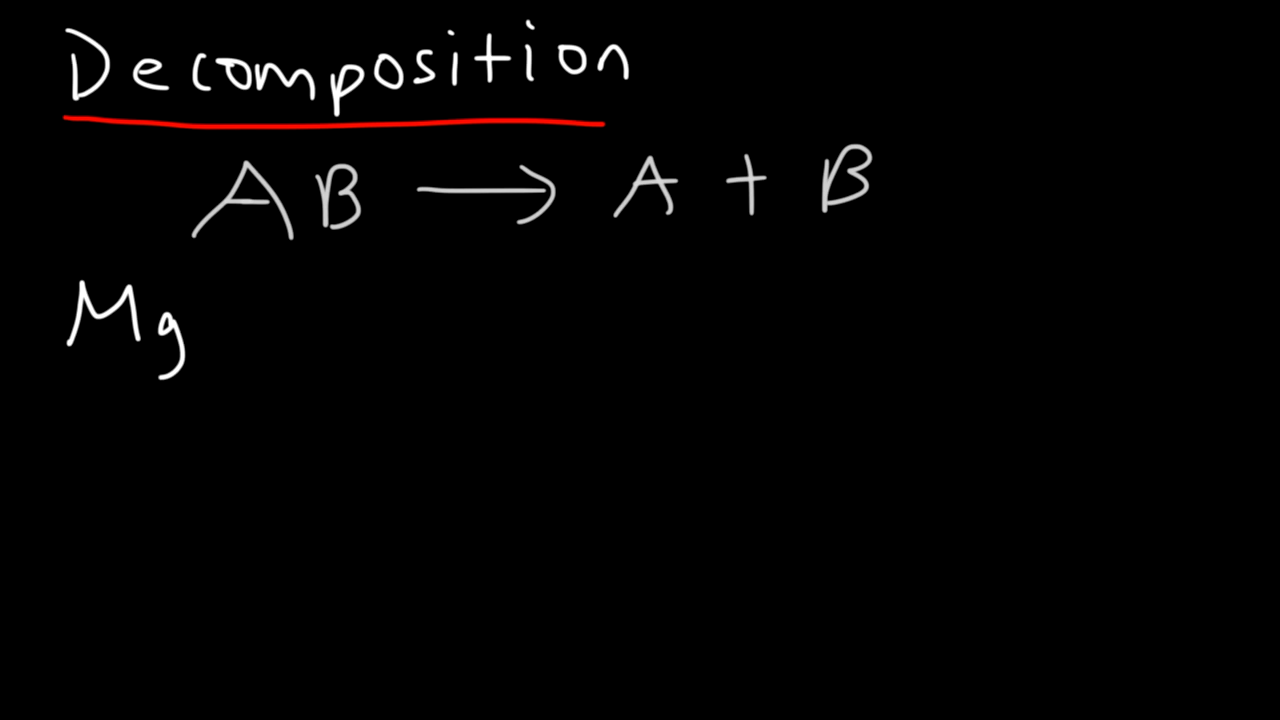 Decomposition
AB → A + B
Mg